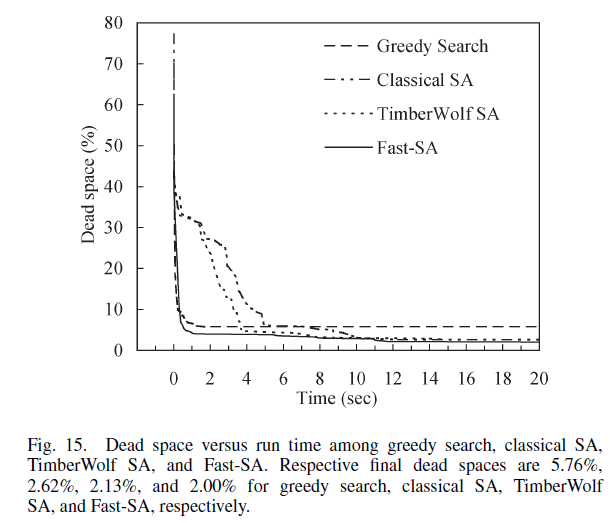 80
70
60
50
40
30
20
10
0
Dead space (%)
Greedy Search
Classical SA
TimberWolf SA
Fast-SA
0 2 4 6 8 10 12 14 16 18 20
Time (sec)
Fig. 15. Dead space versus run time among greedy search, classical SA,
TimberWolf SA, and Fast-SA. Respective final dead spaces are 5.76%,
2.62%, 2.13%, and 2.00% for greedy search, classical SA, TimberWolf
SA, and Fast-SA, respectively.